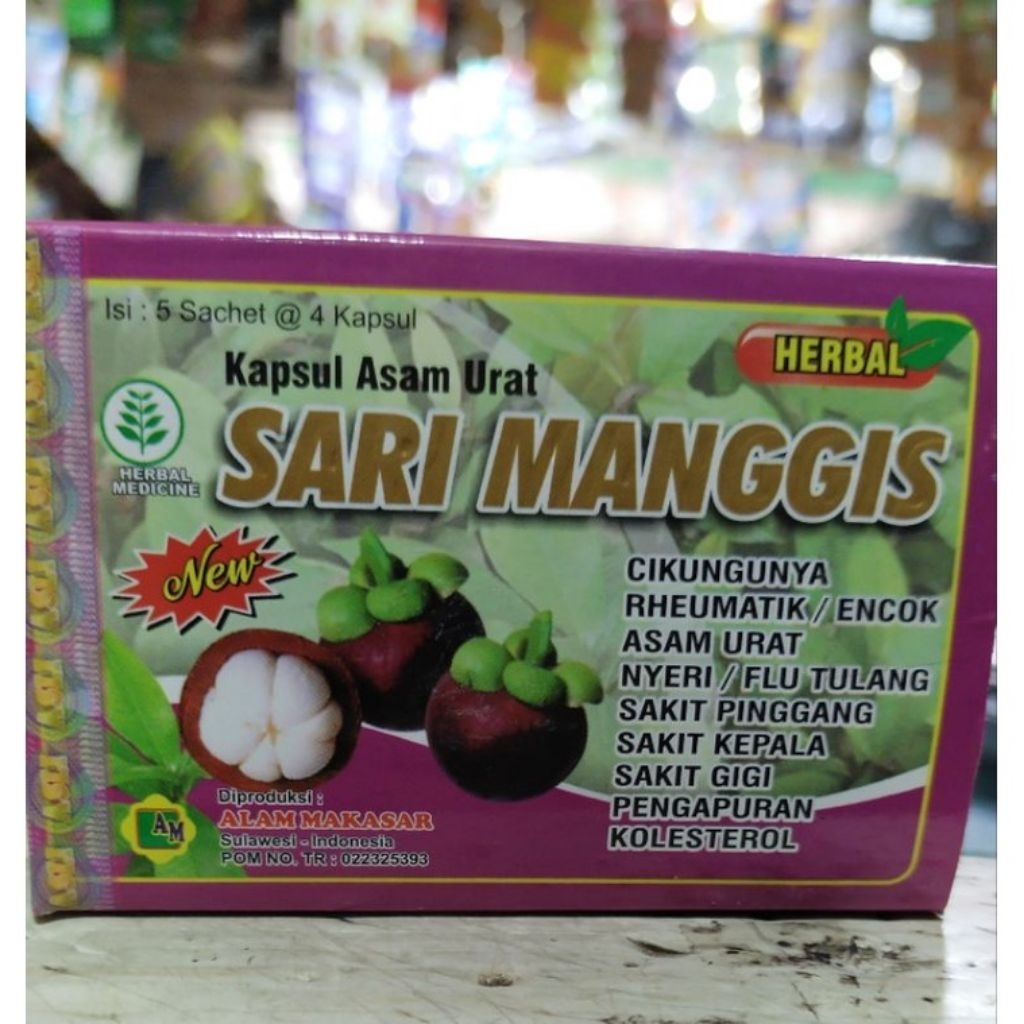 Isi : 5 Sachet @ 4 Kapsul
HERBAL
Kapsul Asam Urat
SARI MANGGIS
HERBAL
MEDICINE
New
CIKUNGUNYA
RHEUMATIK / ENCOK
ASAM URAT
NYERI / FLU TULANG
SAKIT PINGGANG
SAKIT KEPALA
SAKIT GIGI
PENGAPURAN
KOLESTEROL
AM
Diproduksi :
ALAM MAKASAR
Sulawesi - Indonesia
POM NO. TR : 022325393